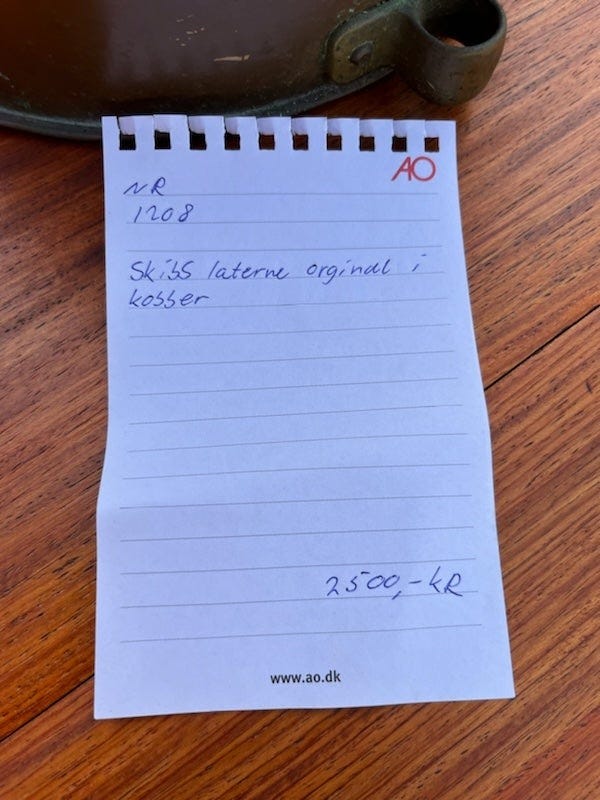 AO
NR
1208
Skibs laterne orginal i
kobber
2500,- kR
www.ao.dk